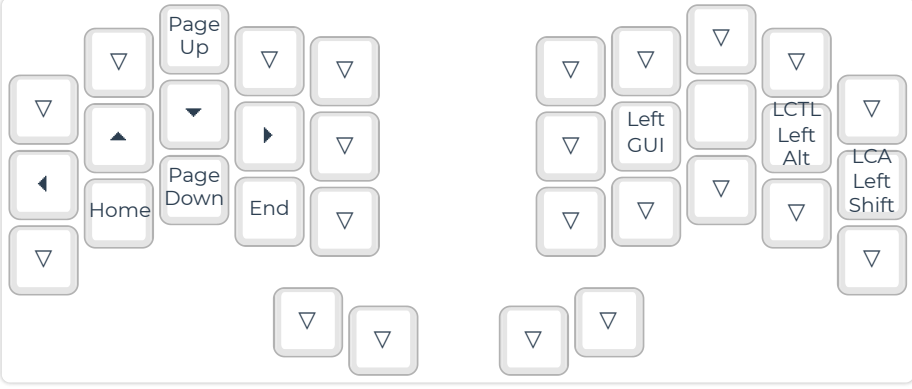 Page
Up
LCTL
Left
Alt
Left
GUI
LCA
Left
Shift
Page
Down
Home
End